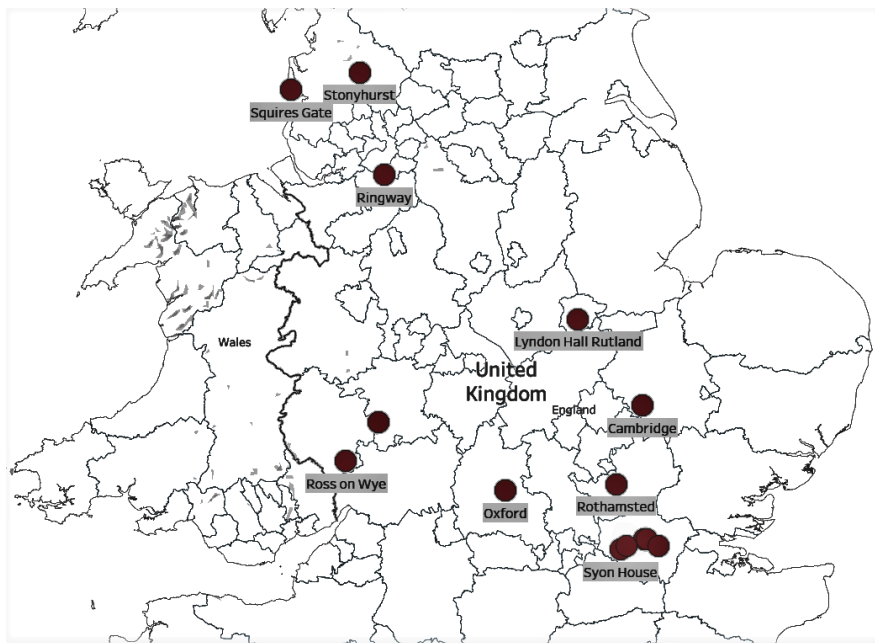 Stonyhurst
Squires Gate
Ringway
Wales
Lyndon Hall Rutland
United
Kingdom
England
Cambridge
Ross on Wye
Oxford
Rothamsted
Syon House